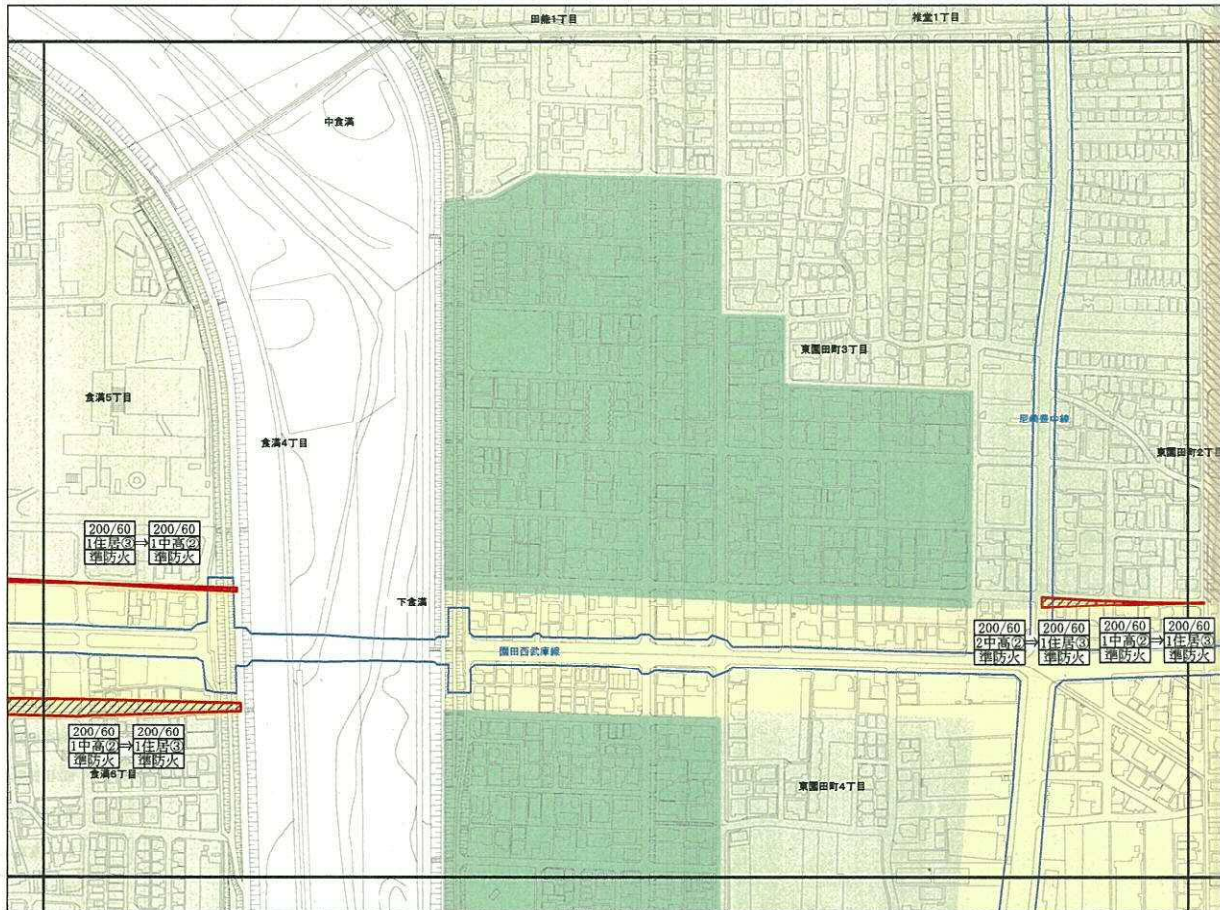 田能1丁目
椎堂1丁目
中食満
東園田町3丁目
食満5丁目
尼崎豊中線
食満4丁目
東園田町2丁目
200/60 200/60
1住居③⇒1中高②
準防火 準防火
下食満
園田西武庫線
200/60 200/60
2中高②⇒1住居③
準防火 準防火
200/60 200/60
1中高②⇒1住居③
準防火 準防火
200/60 200/60
1中高②⇒1住居③
準防火 準防火
食満6丁目
東園田町4丁目